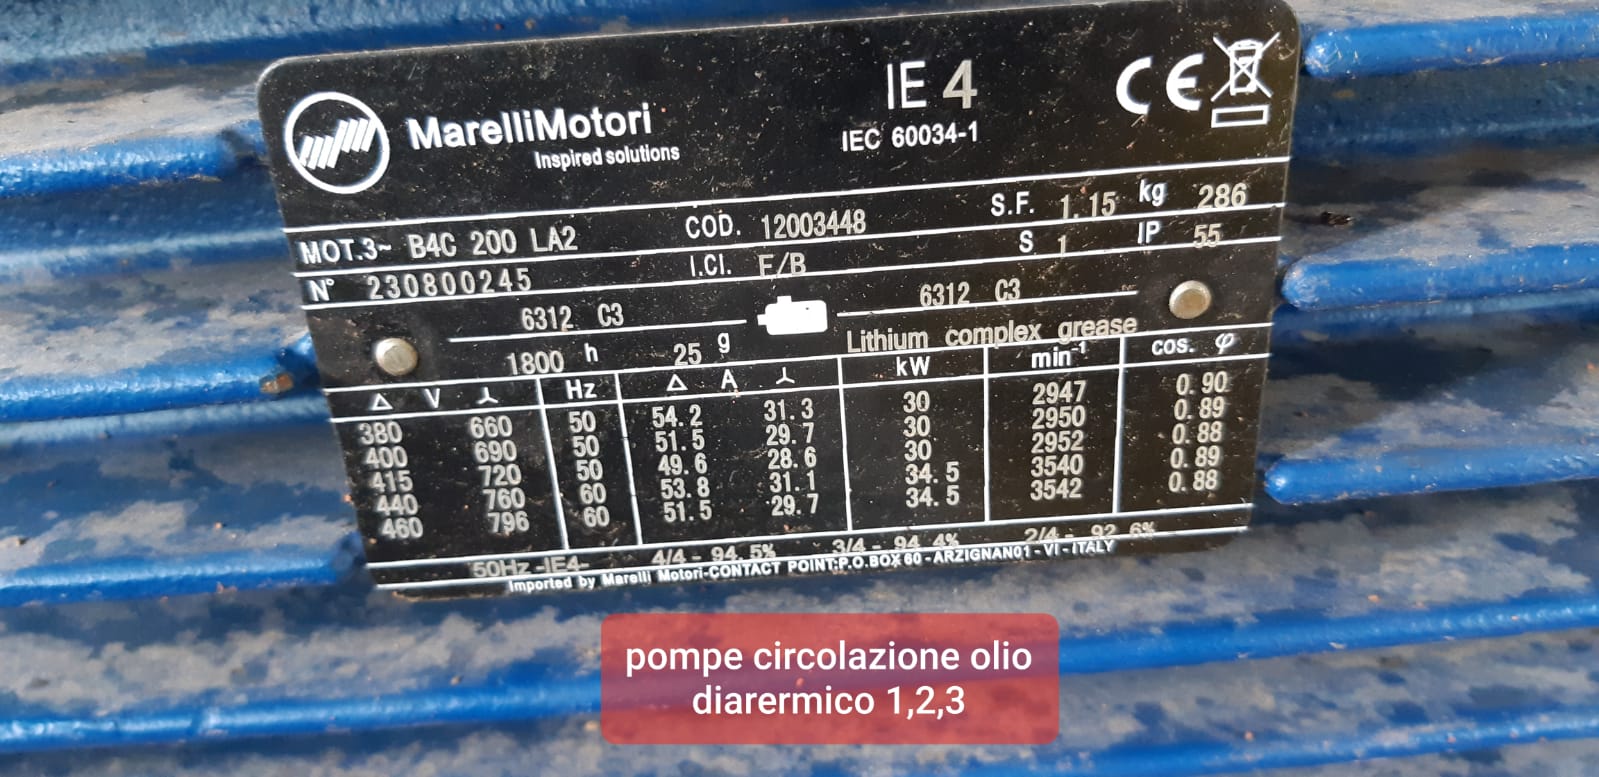 MarelliMotori
Inspired solutions
IE 4
IEC 60034-1
CE
MOT.3~ B4C 200 LA2 COD. 12003448 S.F. 1.15 kg 286
N° 230800245 I.Cl. F/B S 1 IP 55
6312 C3 6312 C3
1800 h 25 g Lithium complex grease
Δ V Y Hz Δ A Y kW min⁻¹ cos. φ
380 660 50 54.2 31.3 30 2947 0.90
400 690 50 51.5 29.7 30 2950 0.89
415 720 50 49.6 28.6 30 2952 0.88
440 760 60 53.8 31.1 34.5 3540 0.89
460 796 60 51.5 29.7 34.5 3542 0.88
50Hz -IE4- 4/4 - 94.5% 3/4 - 94.4% 2/4 - 92.6%
Imported by Marelli Motori-CONTACT POINT:P.O.BOX 60 - ARZIGNAN01 - VI - ITALY
pompe circolazione olio
diarermico 1,2,3